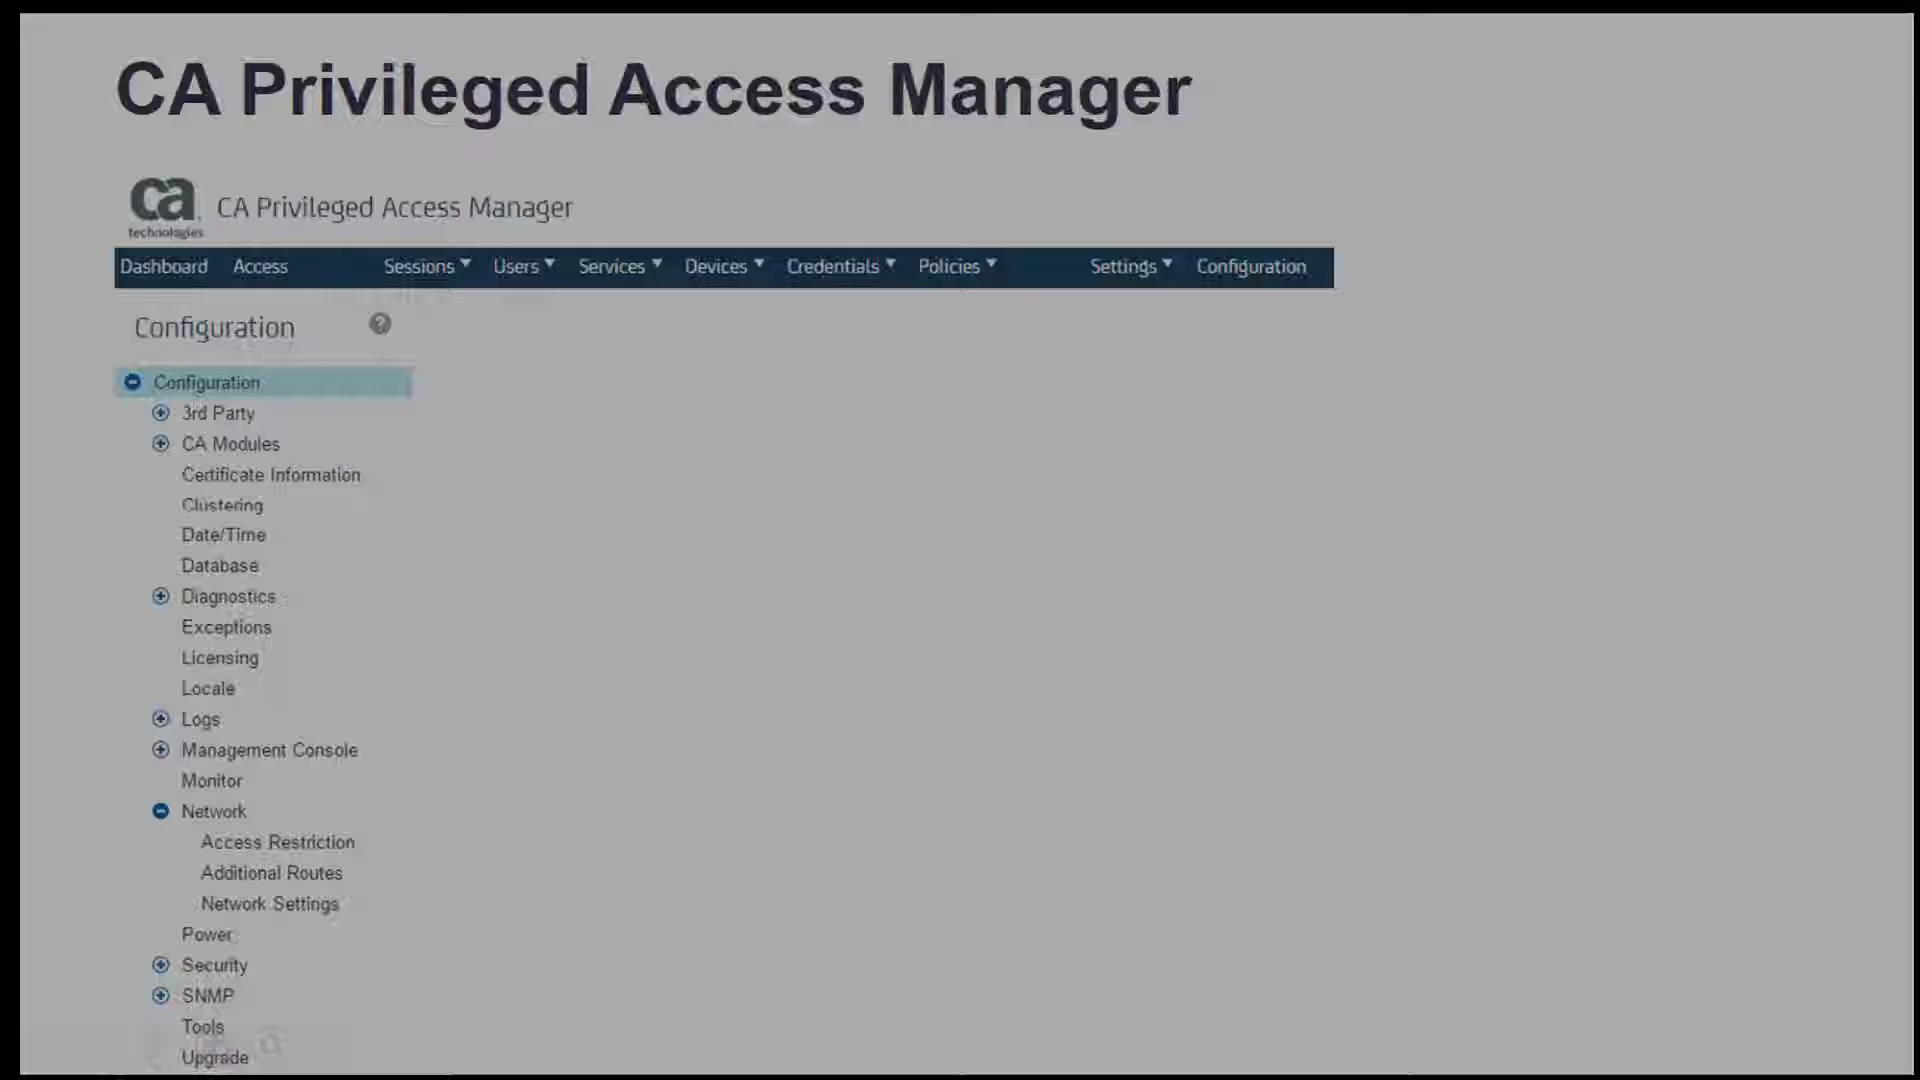 CA Privileged Access Manager
ca
technologies
CA Privileged Access Manager
Dashboard Access Sessions Users Services Devices Credentials Policies Settings Configuration
Configuration ?
Configuration
3rd Party
CA Modules
Certificate Information
Clustering
Date/Time
Database
Diagnostics
Exceptions
Licensing
Locale
Logs
Management Console
Monitor
Network
Access Restriction
Additional Routes
Network Settings
Power
Security
SNMP
Tools
Upgrade